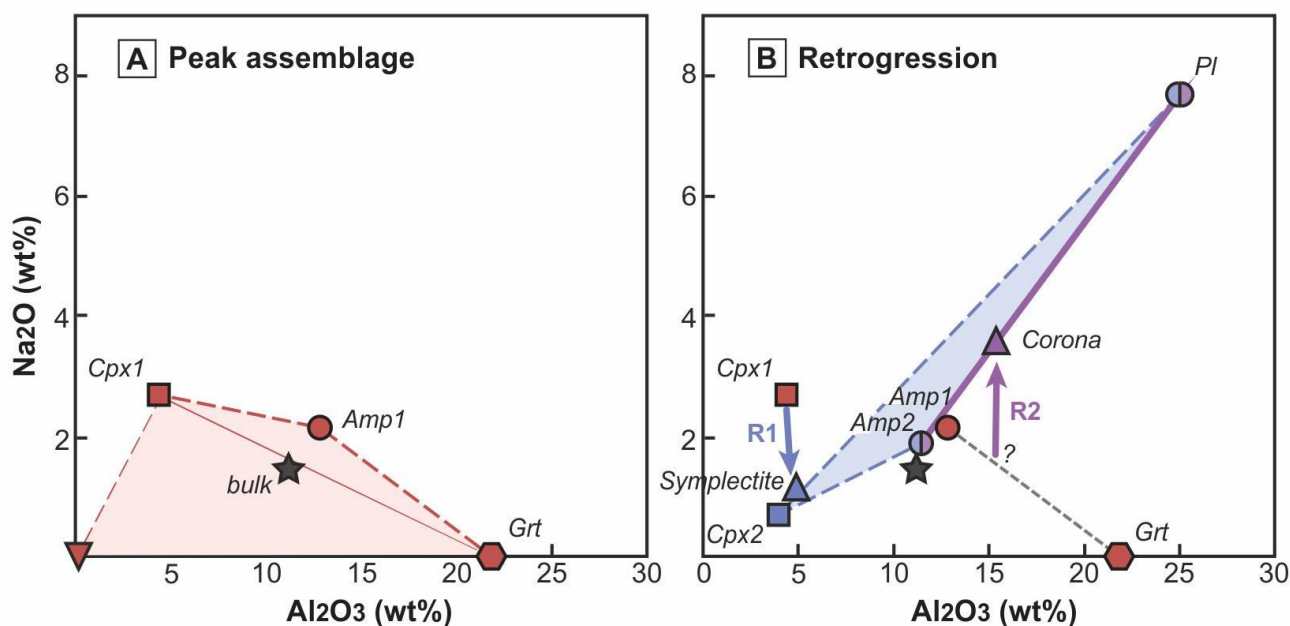 A Peak assemblage
B Retrogression
Na2O (wt%)
8
6
4
2
Cpx1
Amp1
bulk
Grt
5
10
15
20
25
30
Al2O3 (wt%)
8
6
4
2
Pl
Corona
Cpx1
Amp1
Amp2
R1
R2
?
Symplectite
Cpx2
Grt
0
5
10
15
20
25
30
Al2O3 (wt%)